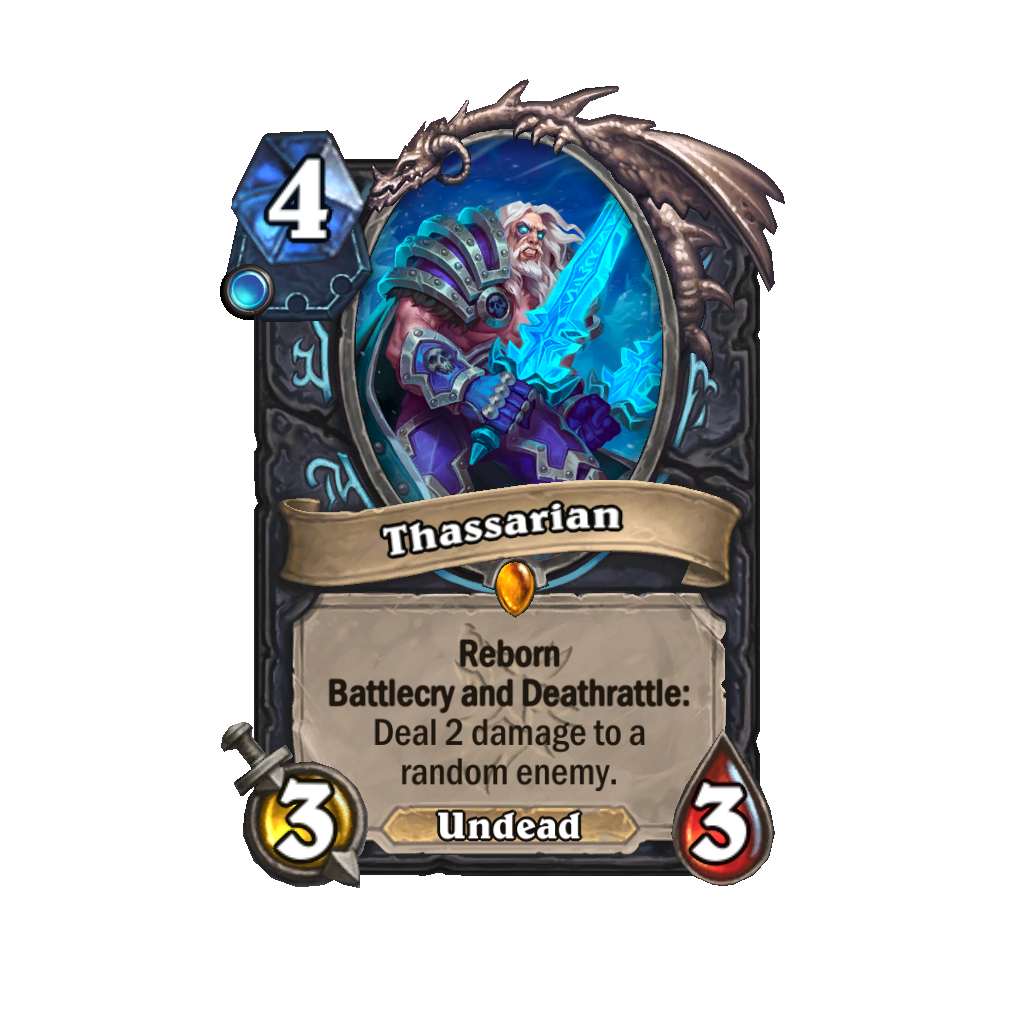 4
Thassarian
Reborn
Battlecry and Deathrattle:
Deal 2 damage to a
random enemy.
3
Undead
3